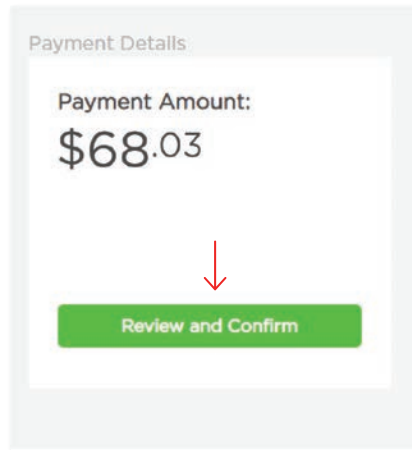 Payment Details
Payment Amount:
$68.03
Review and Confirm